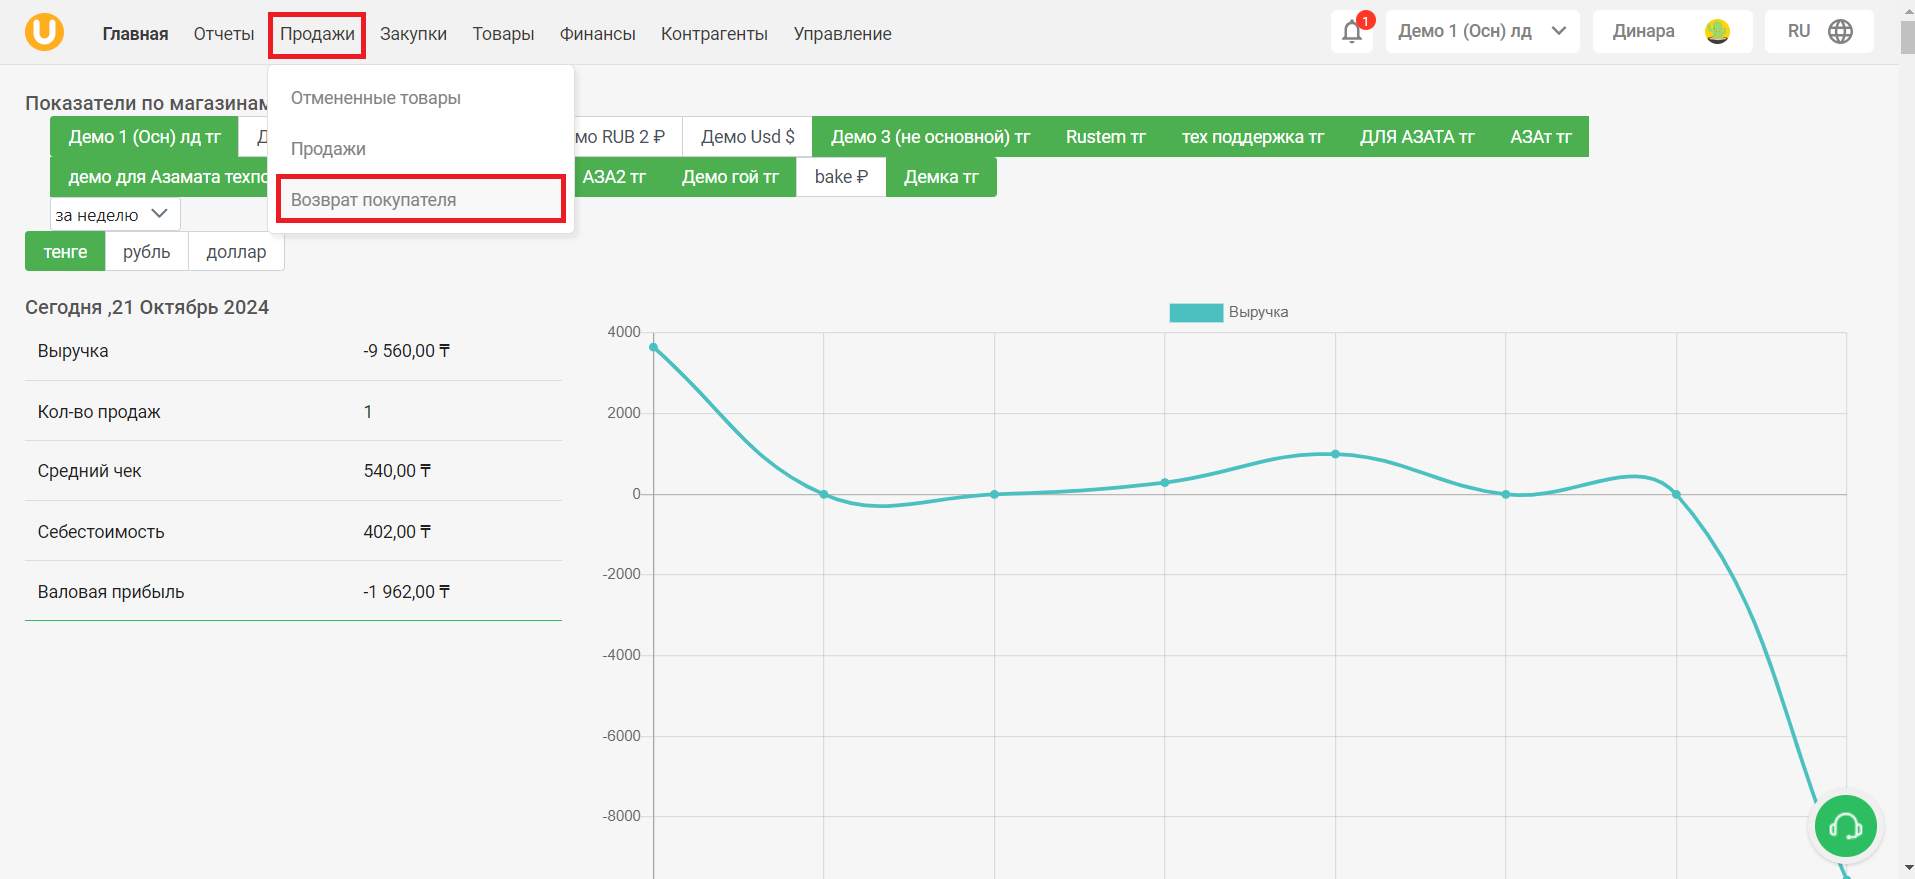 Главная Отчеты Продажи Закупки Товары Финансы Контрагенты Управление 1 Демо 1 (Осн) лд Динара RU
Отмененные товары
Продажи
Возврат покупателя
Показатели по магазинам
Демо 1 (Осн) лд тг Д мо RUB 2 ₽ Демо Usd $ Демо 3 (не основной) тг Rustem тг тех поддержка тг ДЛЯ АЗАТА тг АЗАт тг
демо для Азамата техпо АЗА2 тг Демо гой тг bake ₽ Демка тг
за неделю
тенге рубль доллар
Сегодня ,21 Октябрь 2024
Выручка -9 560,00 ₸
Кол-во продаж 1
Средний чек 540,00 ₸
Себестоимость 402,00 ₸
Валовая прибыль -1 962,00 ₸
Выручка
4000
2000
0
-2000
-4000
-6000
-8000